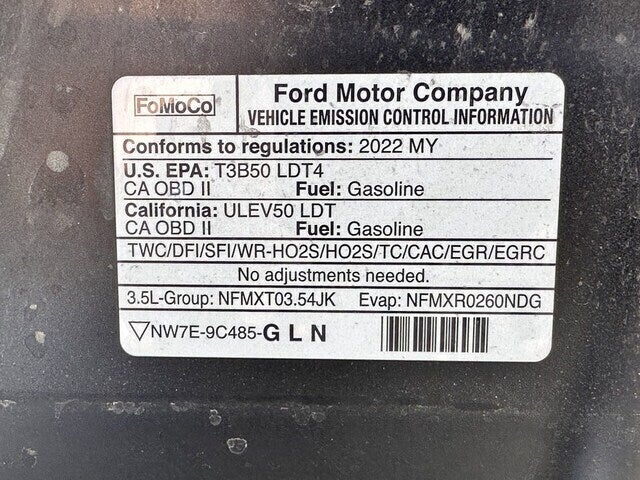 FoMoCo
Ford Motor Company
VEHICLE EMISSION CONTROL INFORMATION
Conforms to regulations: 2022 MY
U.S. EPA: T3B50 LDT4
CA OBD II Fuel: Gasoline
California: ULEV50 LDT
CA OBD II Fuel: Gasoline
TWC/DFI/SFI/WR-HO2S/HO2S/TC/CAC/EGR/EGRC
No adjustments needed.
3.5L-Group: NFMXT03.54JK Evap: NFMXR0260NDG
NW7E-9C485-G L N